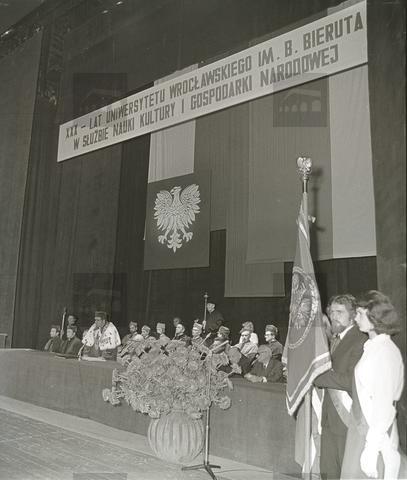 XXX - LAT UNIWERSYTETU WROCŁAWSKIEGO IM. B. BIERUTA
W SŁUŻBIE NAUKI KULTURY I GOSPODARKI NARODOWEJ